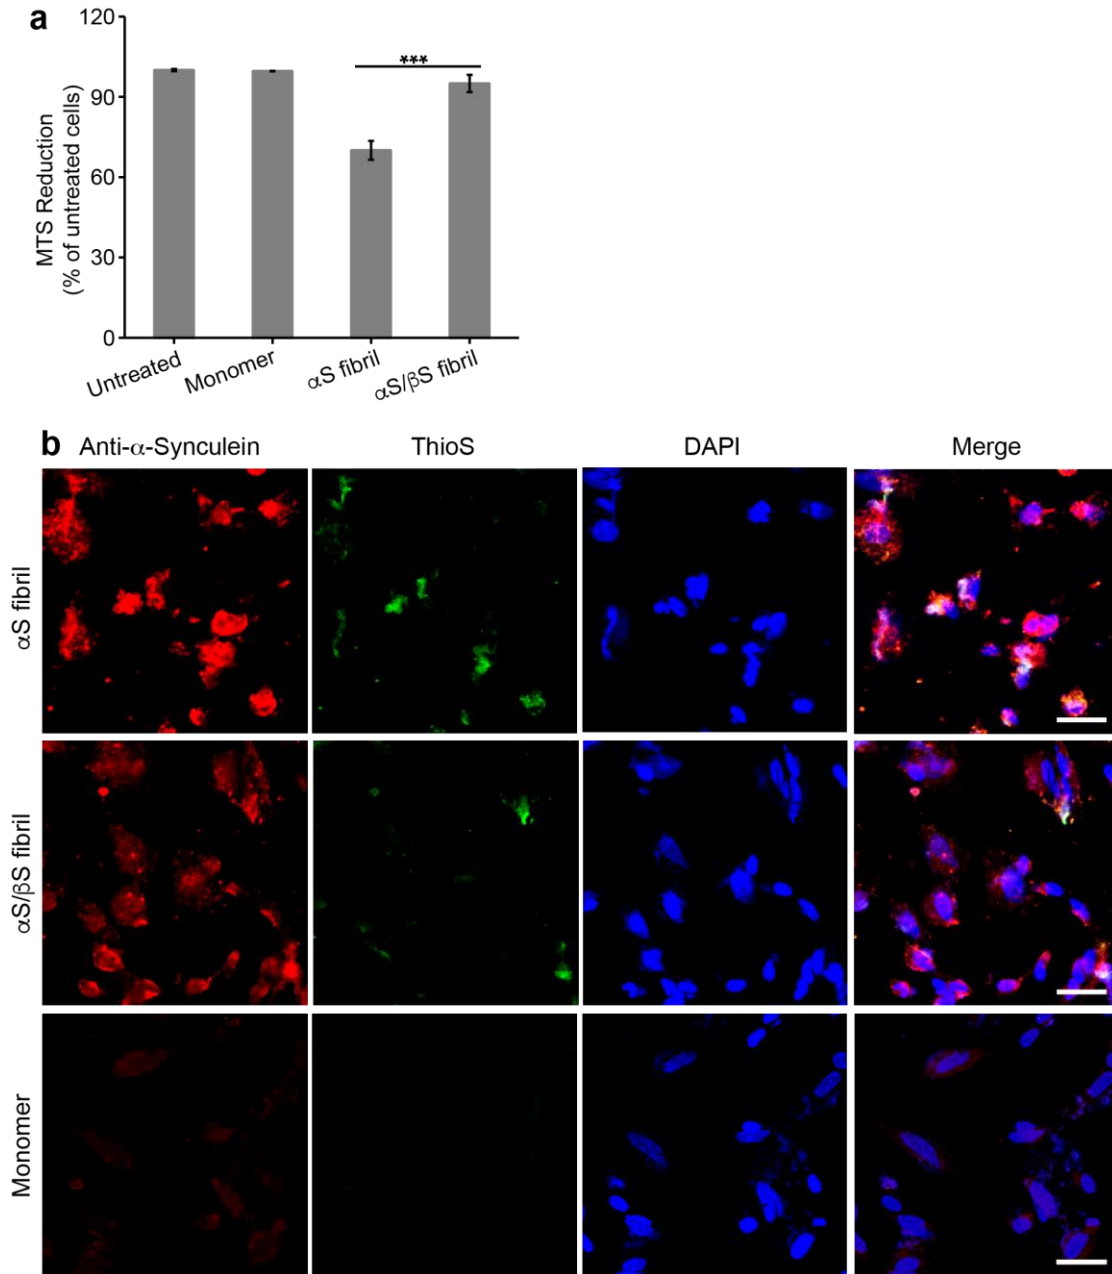 a
120
90
60
30
0
MTS Reduction
(% of untreated cells)
***
Untreated
Monomer
αS fibril
αS/βS fibril
b
Anti-α-Synculein
ThioS
DAPI
Merge
αS fibril
αS/βS fibril
Monomer